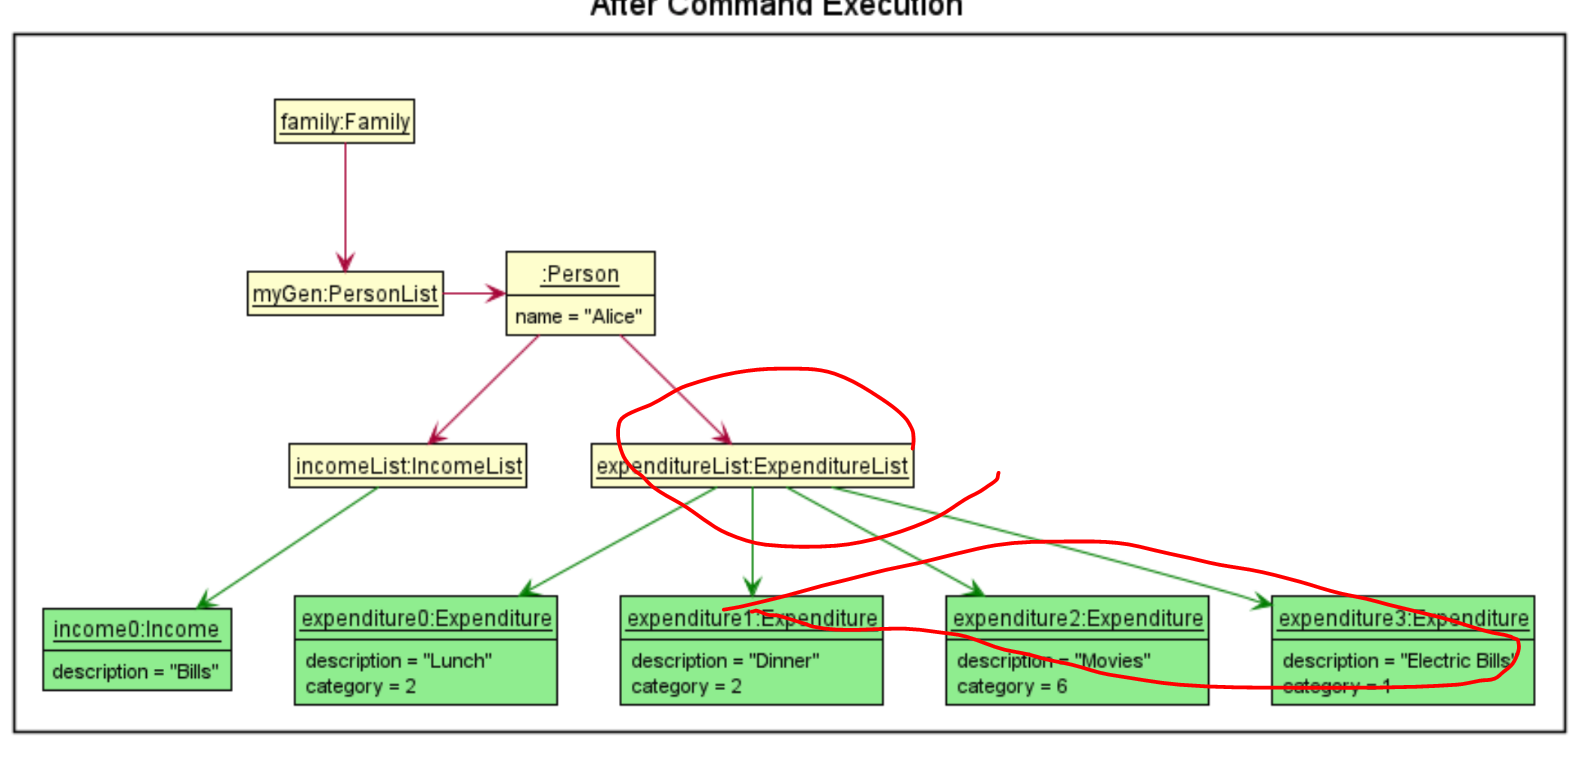 After Command Execution
family:Family
myGen:PersonList
:Person
name = "Alice"
incomeList:IncomeList
expenditureList:ExpenditureList
income0:Income
description = "Bills"
expenditure0:Expenditure
description = "Lunch"
category = 2
expenditure1:Expenditure
description = "Dinner"
category = 2
expenditure2:Expenditure
description = "Movies"
category = 6
expenditure3:Expenditure
description = "Electric Bills"
category = 1